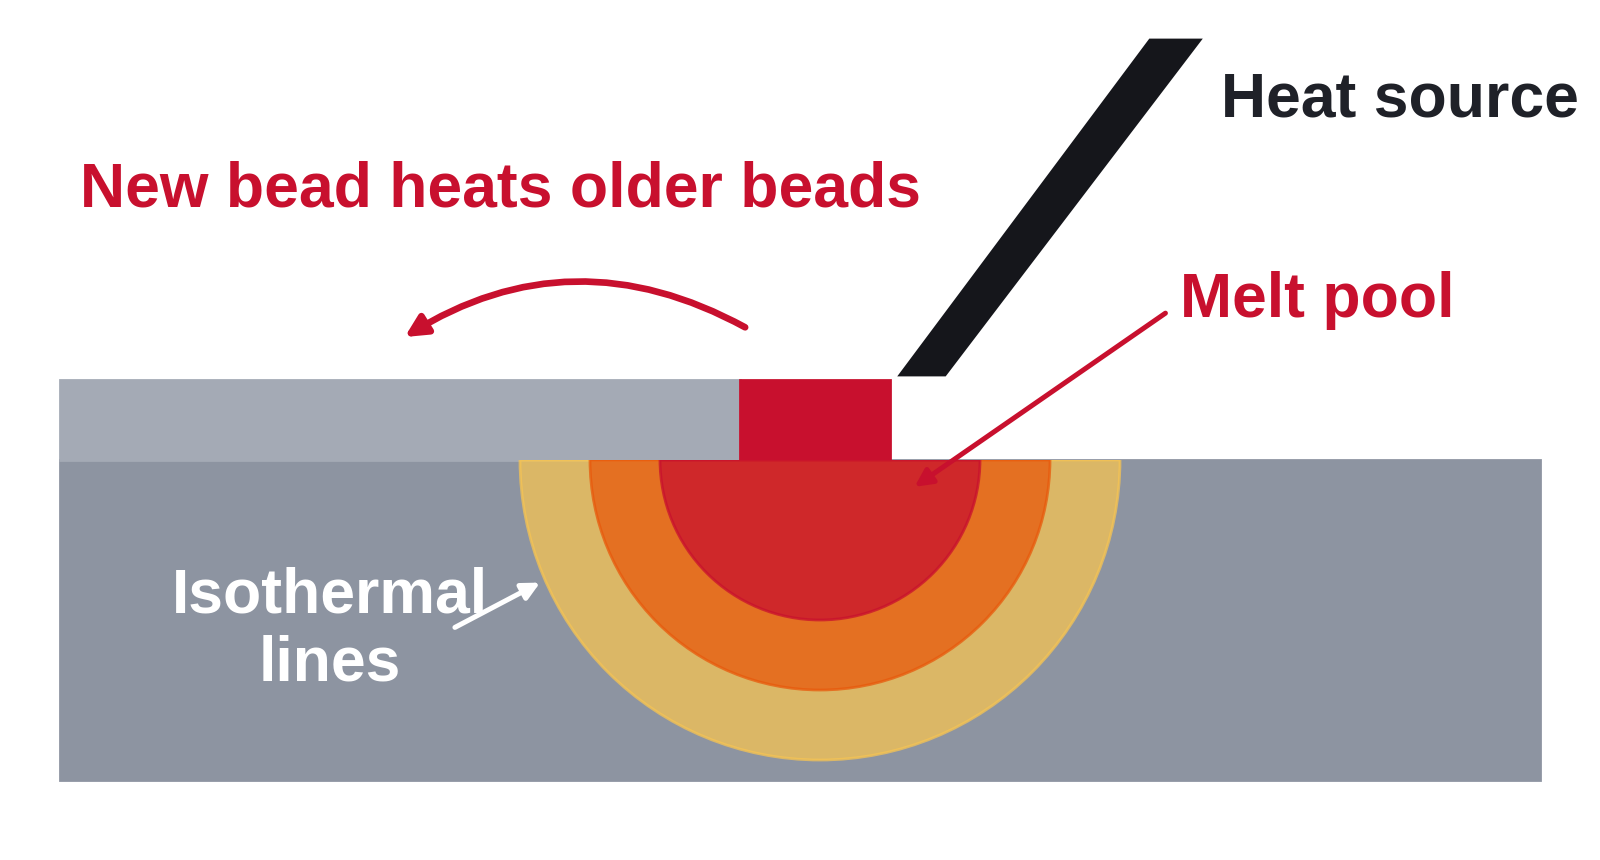 Heat source
New bead heats older beads
Melt pool
Isothermal
lines